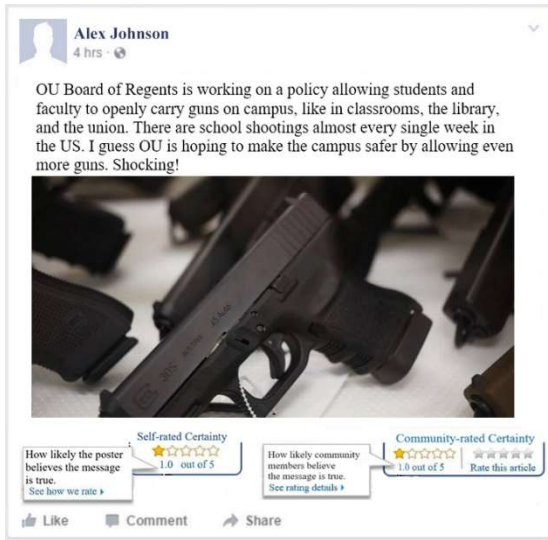 Alex Johnson
4 hrs ·
OU Board of Regents is working on a policy allowing students and
faculty to openly carry guns on campus, like in classrooms, the library,
and the union. There are school shootings almost every single week in
the US. I guess OU is hoping to make the campus safer by allowing even
more guns. Shocking!
30S AUSTRIA .45 Auto
Self-rated Certainty
1.0 out of 5
How likely the poster
believes the message
is true.
See how we rate
Community-rated Certainty
1.0 out of 5
Rate this article
How likely community
members believe
the message is true.
See rating details
Like Comment Share